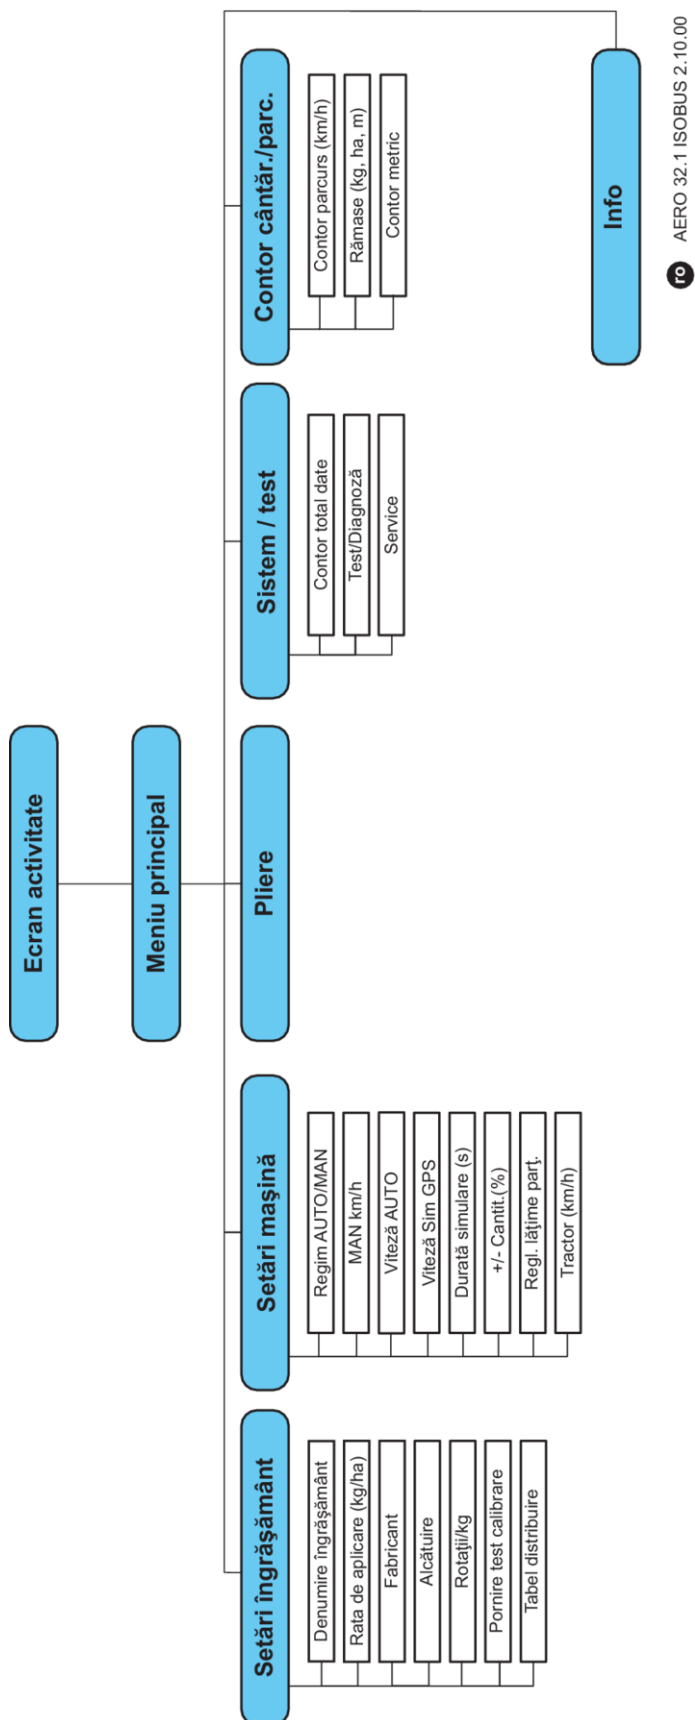 Ecran activitate
Meniu principal
Setări îngrăşământ
Denumire îngrăşământ
Rata de aplicare (kg/ha)
Fabricant
Alcătuire
Rotaţii/kg
Pornire test calibrare
Tabel distribuire
Setări maşină
Regim AUTO/MAN
MAN km/h
Viteză AUTO
Viteză Sim GPS
Durată simulare (s)
+/- Cantit.(%)
Regl. lăţime parţ.
Tractor (km/h)
Pliere
Sistem / test
Contor total date
Test/Diagnoză
Service
Contor cântăr./parc.
Contor parcurs (km/h)
Rămase (kg, ha, m)
Contor metric
Info
ro AERO 32.1 ISOBUS 2.10.00